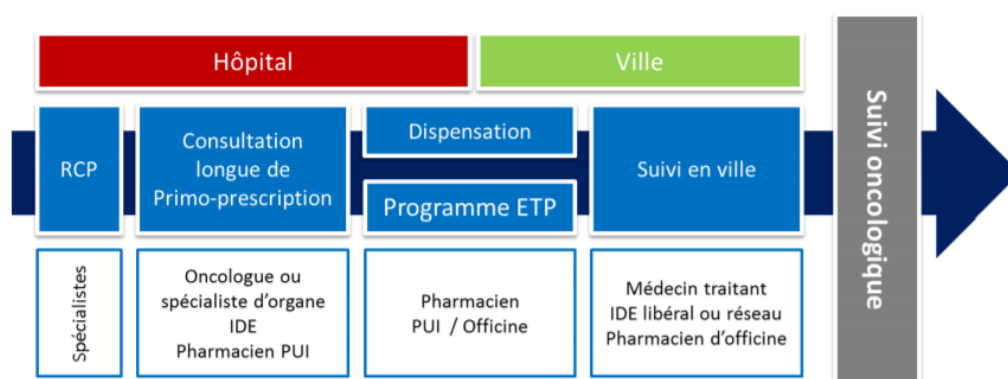 Hôpital
Ville
RCP
Consultation
longue de
Primo-prescription
Dispensation
Programme ETP
Suivi en ville
Suivi oncologique
Spécialistes
Oncologue ou
spécialiste d'organe
IDE
Pharmacien PUI
Pharmacien
PUI / Officine
Médecin traitant
IDE libéral ou réseau
Pharmacien d'officine